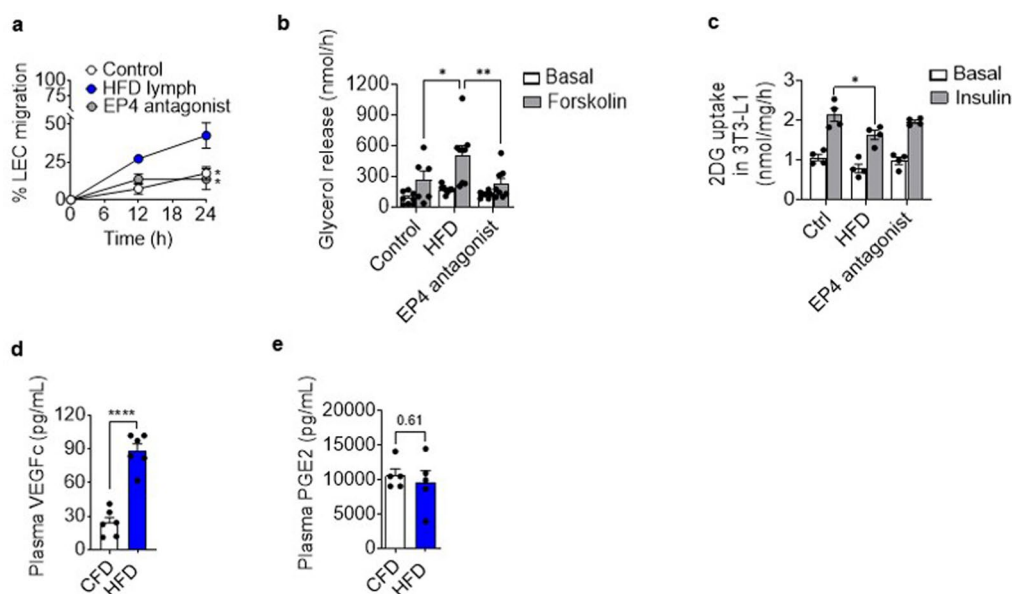 a
% LEC migration
100
75
50
25
0
0 6 12 18 24
Time (h)
Control
HFD lymph
EP4 antagonist
*
*
b
Glycerol release (nmol/h)
1200
900
600
300
0
* **
Basal
Forskolin
Control
HFD
EP4 antagonist
c
2DG uptake
in 3T3-L1
(nmol/mg/h)
3
2
1
0
*
Basal
Insulin
Ctrl
HFD
EP4 antagonist
d
Plasma VEGFc (pg/mL)
120
90
60
30
0
****
CFD
HFD
e
Plasma PGE2 (pg/mL)
20000
15000
10000
5000
0
0.61
CFD
HFD